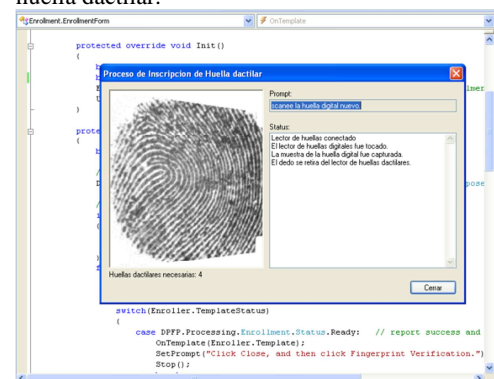 huella dactilar.
Enrollment.EnrollmentForm
OnTemplate
protected override void Init()
{
Proceso de Inscripcion de Huella dactilar
Prompt:
scanee la huella digital nuevo.
Status:
Lector de huellas conectado
El lector de huellas digitales fue tocado.
La muestra de la huella digital fue capturada.
El dedo se retira del lector de huellas dactilares.
}
prote
{
{
}
Huellas dactilares necesarias: 4
Cerrar
switch(Enroller.TemplateStatus)
{
case DPFP.Processing.Enrollment.Status.Ready: // report success and
OnTemplate(Enroller.Template);
SetPrompt("Click Close, and then click Fingerprint Verification.")
Stop();